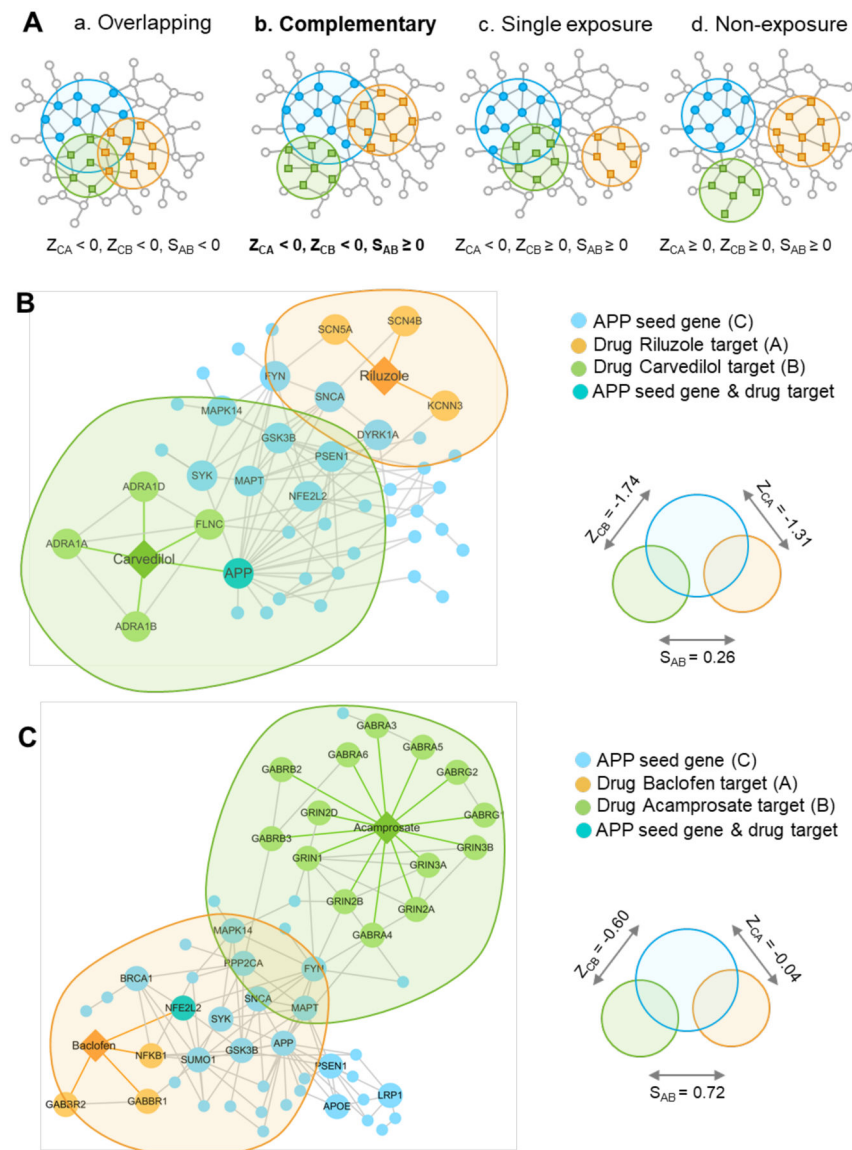 A
a. Overlapping
b. Complementary
c. Single exposure
d. Non-exposure
Z_CA < 0, Z_CB < 0, S_AB < 0
Z_CA < 0, Z_CB < 0, S_AB ≥ 0
Z_CA < 0, Z_CB ≥ 0, S_AB ≥ 0
Z_CA ≥ 0, Z_CB ≥ 0, S_AB ≥ 0
B
SCN5A
SCN4B
FYN
Riluzole
SNCA
KCNN3
MAPK14
GSK3B
DYRK1A
PSEN1
SYK
MAPT
NFE2L2
ADRA1D
FLNC
ADRA1A
Carvedilol
APP
ADRA1B
APP seed gene (C)
Drug Riluzole target (A)
Drug Carvedilol target (B)
APP seed gene & drug target
Z_CB = -1.74
Z_CA = -1.31
S_AB = 0.26
C
GABRA3
GABRA6
GABRA5
GABRB2
GABRG2
GRIN2D
Acamprosate
GABRG1
GABRB3
GRIN3B
GRIN1
GRIN3A
GRIN2B
GRIN2A
GABRA4
MAPK14
PPP2CA
FYN
BRCA1
SNCA
NFE2L2
MAPT
SYK
Baclofen
NFKB1
SUMO1
GSK3B
APP
PSEN1
LRP1
GABBR2
GABBR1
APOE
APP seed gene (C)
Drug Baclofen target (A)
Drug Acamprosate target (B)
APP seed gene & drug target
Z_CB = -0.60
Z_CA = -0.04
S_AB = 0.72